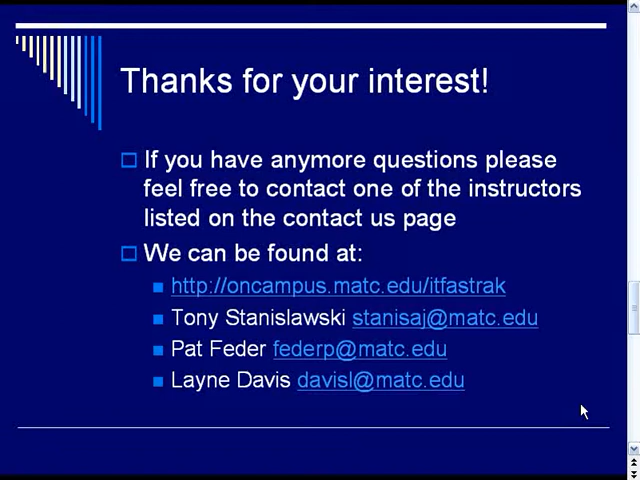 Thanks for your interest!
If you have anymore questions please
feel free to contact one of the instructors
listed on the contact us page
We can be found at:
http://oncampus.matc.edu/itfastrak
Tony Stanislawski stanisaj@matc.edu
Pat Feder federp@matc.edu
Layne Davis davisl@matc.edu